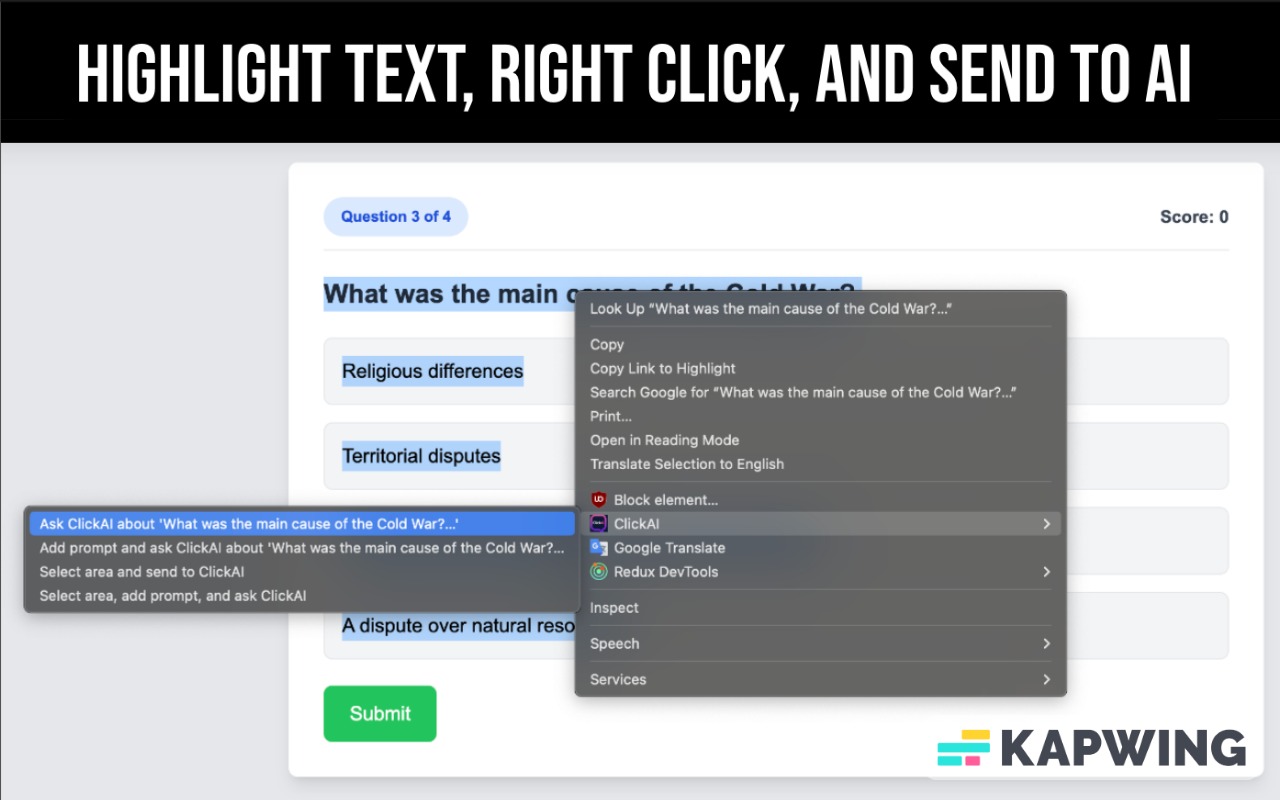 HIGHLIGHT TEXT, RIGHT CLICK, AND SEND TO AI
Question 3 of 4
Score: 0
What was the main cause of the Cold War?
Religious differences
Territorial disputes
A dispute over natural reso
Submit
Look Up “What was the main cause of the Cold War?...”
Copy
Copy Link to Highlight
Search Google for “What was the main cause of the Cold War?...”
Print...
Open in Reading Mode
Translate Selection to English
Block element...
ClickAI
Google Translate
Redux DevTools
Inspect
Speech
Services
Ask ClickAI about 'What was the main cause of the Cold War?...'
Add prompt and ask ClickAI about 'What was the main cause of the Cold War?...
Select area and send to ClickAI
Select area, add prompt, and ask ClickAI
KAPWING